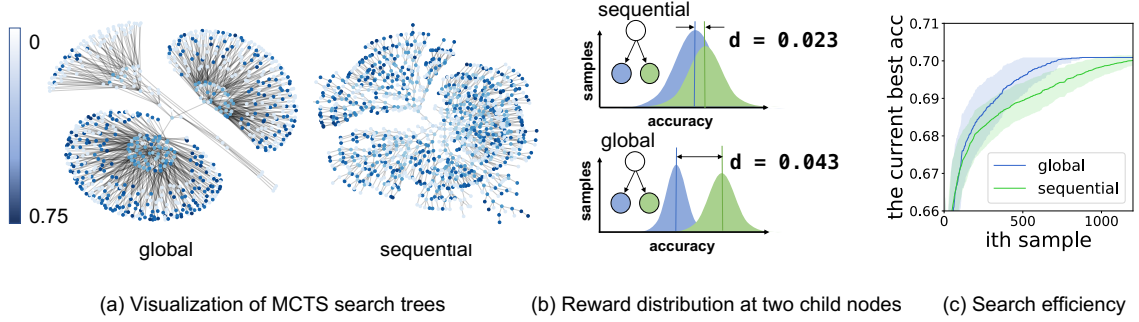 0
0.75
global
sequential
(a) Visualization of MCTS search trees
sequential
d = 0.023
samples
accuracy
global
d = 0.043
samples
accuracy
(b) Reward distribution at two child nodes
the current best acc
0.71
0.70
0.69
0.68
0.67
0.66
global
sequential
0
500
1000
ith sample
(c) Search efficiency